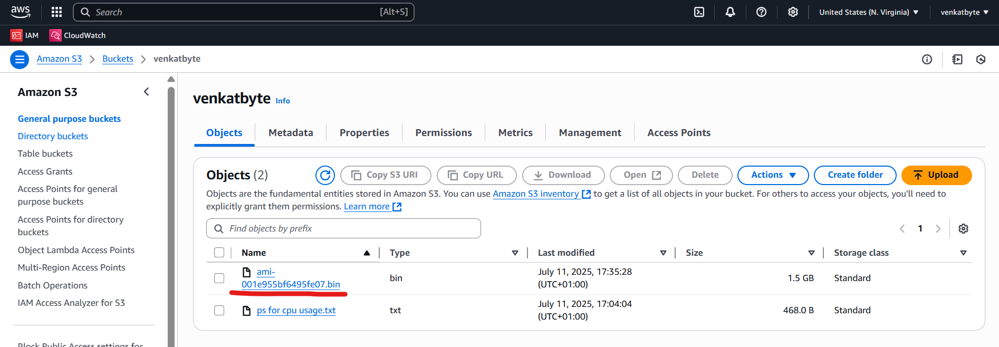 aws
Search [Alt+S]
United States (N. Virginia)
venkatbyte
IAM
CloudWatch
Amazon S3
Buckets
venkatbyte
Amazon S3
General purpose buckets
Directory buckets
Table buckets
Access Grants
Access Points for general
purpose buckets
Access Points for directory
buckets
Object Lambda Access Points
Multi-Region Access Points
Batch Operations
IAM Access Analyzer for S3
Block Public Access settings for
venkatbyte Info
Objects
Metadata
Properties
Permissions
Metrics
Management
Access Points
Objects (2)
Copy S3 URI
Copy URL
Download
Open
Delete
Actions
Create folder
Upload
Objects are the fundamental entities stored in Amazon S3. You can use Amazon S3 inventory to get a list of all objects in your bucket. For others to access your objects, you'll need to
explicitly grant them permissions. Learn more
Find objects by prefix
1
Name
Type
Last modified
Size
Storage class
ami-
001e955bf6495fe07.bin
bin
July 11, 2025, 17:35:28
(UTC+01:00)
1.5 GB
Standard
ps for cpu usage.txt
txt
July 11, 2025, 17:04:04
(UTC+01:00)
468.0 B
Standard